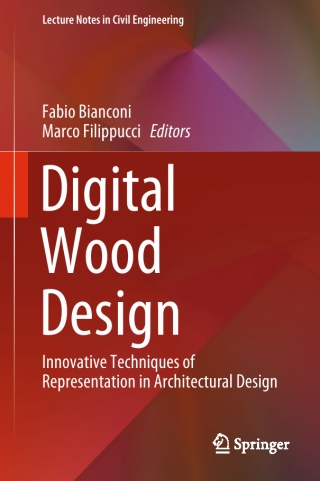 Lecture Notes in Civil Engineering
Fabio Bianconi
Marco Filippucci Editors
Digital
Wood
Design
Innovative Techniques of
Representation in Architectural Design
Springer